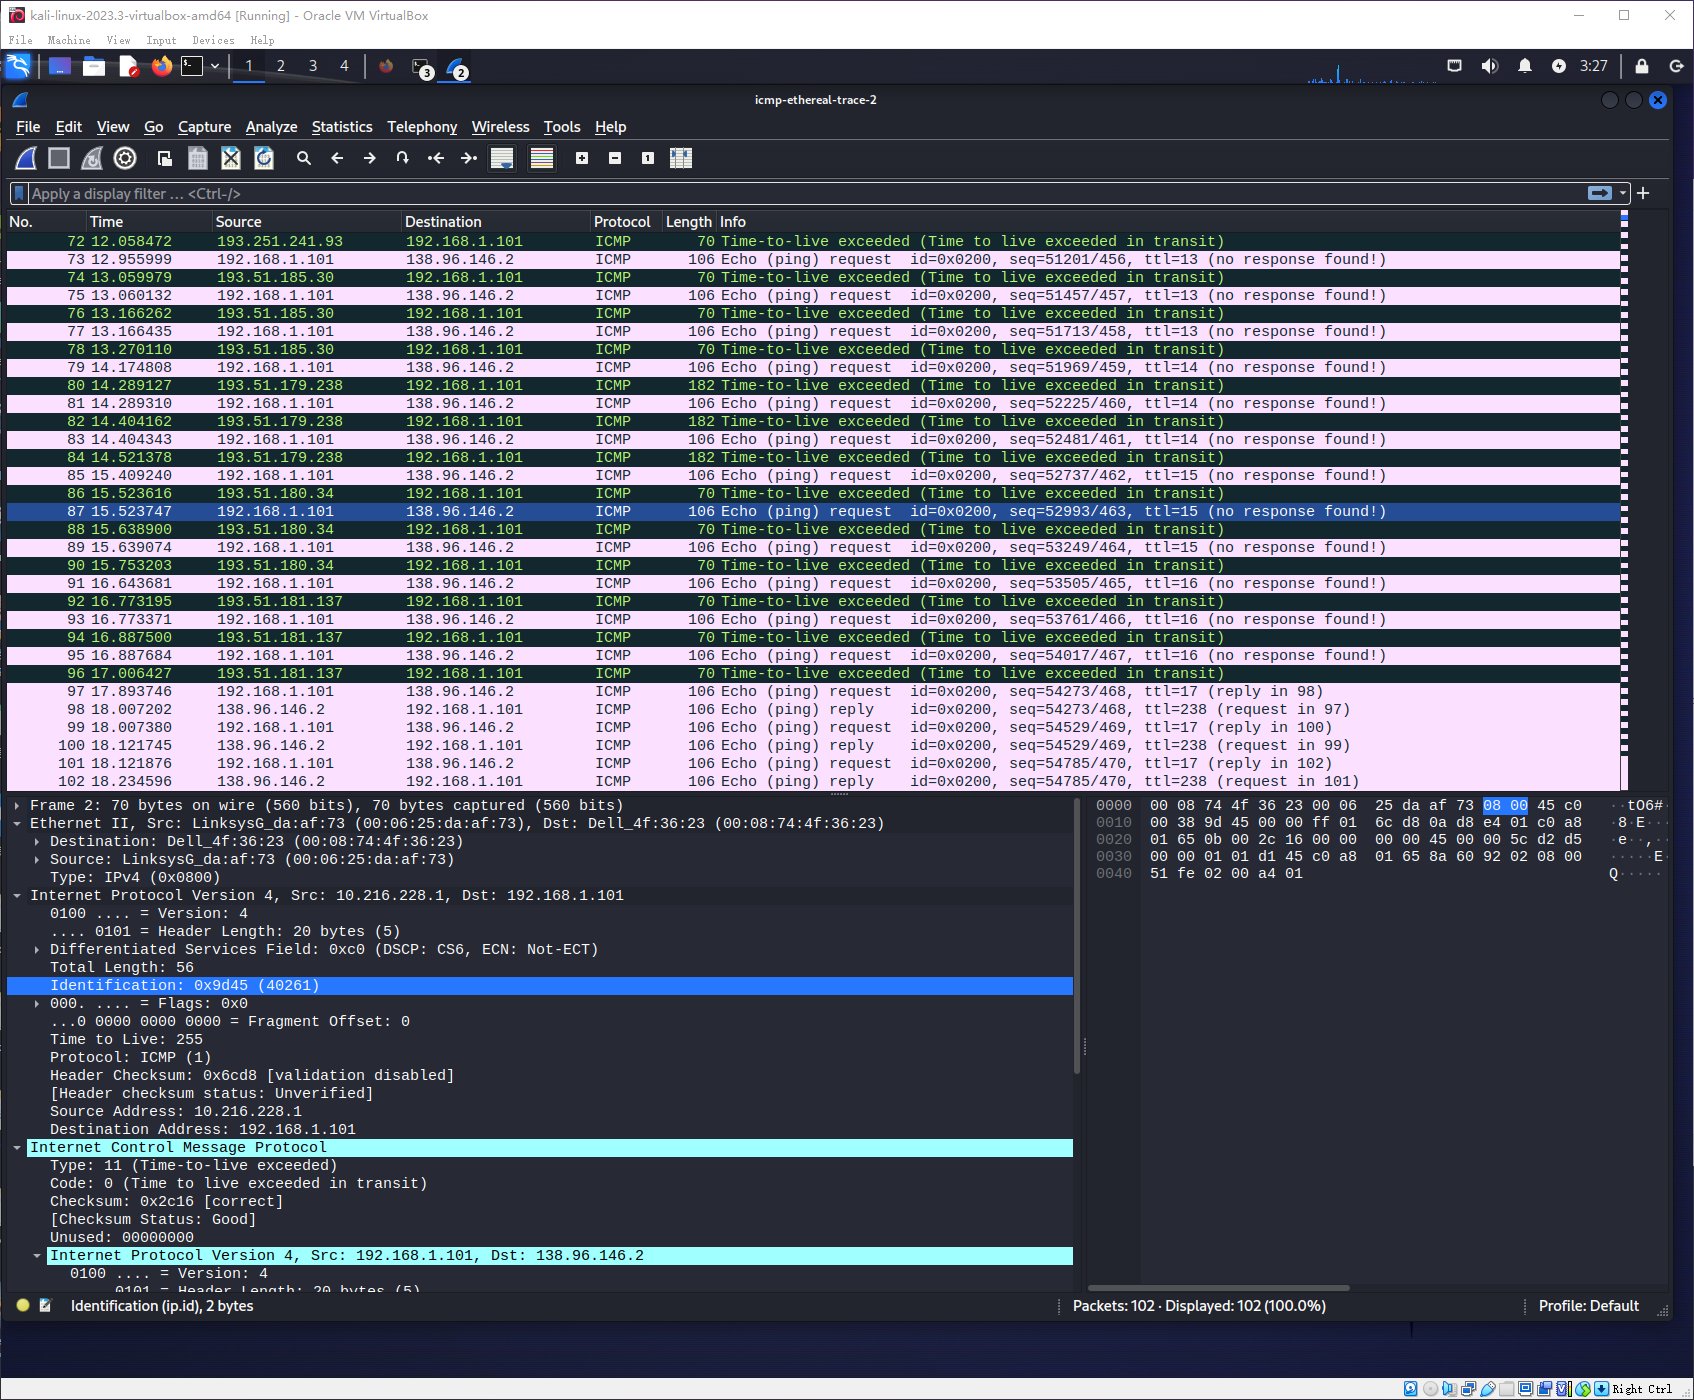 kali-linux-2023.3-virtualbox-amd64 [Running] - Oracle VM VirtualBox
File Machine View Input Devices Help
1 2 3 4 3 2 3:27
icmp-ethereal-trace-2
File Edit View Go Capture Analyze Statistics Telephony Wireless Tools Help
Apply a display filter … <Ctrl-/>
No. Time Source Destination Protocol Length Info
72 12.058472 193.251.241.93 192.168.1.101 ICMP 70 Time-to-live exceeded (Time to live exceeded in transit)
73 12.955999 192.168.1.101 138.96.146.2 ICMP 106 Echo (ping) request id=0x0200, seq=51201/456, ttl=13 (no response found!)
74 13.059979 193.51.185.30 192.168.1.101 ICMP 70 Time-to-live exceeded (Time to live exceeded in transit)
75 13.060132 192.168.1.101 138.96.146.2 ICMP 106 Echo (ping) request id=0x0200, seq=51457/457, ttl=13 (no response found!)
76 13.166262 193.51.185.30 192.168.1.101 ICMP 70 Time-to-live exceeded (Time to live exceeded in transit)
77 13.166435 192.168.1.101 138.96.146.2 ICMP 106 Echo (ping) request id=0x0200, seq=51713/458, ttl=13 (no response found!)
78 13.270110 193.51.185.30 192.168.1.101 ICMP 70 Time-to-live exceeded (Time to live exceeded in transit)
79 14.174808 192.168.1.101 138.96.146.2 ICMP 106 Echo (ping) request id=0x0200, seq=51969/459, ttl=14 (no response found!)
80 14.289127 193.51.179.238 192.168.1.101 ICMP 182 Time-to-live exceeded (Time to live exceeded in transit)
81 14.289310 192.168.1.101 138.96.146.2 ICMP 106 Echo (ping) request id=0x0200, seq=52225/460, ttl=14 (no response found!)
82 14.404162 193.51.179.238 192.168.1.101 ICMP 182 Time-to-live exceeded (Time to live exceeded in transit)
83 14.404343 192.168.1.101 138.96.146.2 ICMP 106 Echo (ping) request id=0x0200, seq=52481/461, ttl=14 (no response found!)
84 14.521378 193.51.179.238 192.168.1.101 ICMP 182 Time-to-live exceeded (Time to live exceeded in transit)
85 15.409240 192.168.1.101 138.96.146.2 ICMP 106 Echo (ping) request id=0x0200, seq=52737/462, ttl=15 (no response found!)
86 15.523616 193.51.180.34 192.168.1.101 ICMP 70 Time-to-live exceeded (Time to live exceeded in transit)
87 15.523747 192.168.1.101 138.96.146.2 ICMP 106 Echo (ping) request id=0x0200, seq=52993/463, ttl=15 (no response found!)
88 15.638900 193.51.180.34 192.168.1.101 ICMP 70 Time-to-live exceeded (Time to live exceeded in transit)
89 15.639074 192.168.1.101 138.96.146.2 ICMP 106 Echo (ping) request id=0x0200, seq=53249/464, ttl=15 (no response found!)
90 15.753203 193.51.180.34 192.168.1.101 ICMP 70 Time-to-live exceeded (Time to live exceeded in transit)
91 16.643681 192.168.1.101 138.96.146.2 ICMP 106 Echo (ping) request id=0x0200, seq=53505/465, ttl=16 (no response found!)
92 16.773195 193.51.181.137 192.168.1.101 ICMP 70 Time-to-live exceeded (Time to live exceeded in transit)
93 16.773371 192.168.1.101 138.96.146.2 ICMP 106 Echo (ping) request id=0x0200, seq=53761/466, ttl=16 (no response found!)
94 16.887500 193.51.181.137 192.168.1.101 ICMP 70 Time-to-live exceeded (Time to live exceeded in transit)
95 16.887684 192.168.1.101 138.96.146.2 ICMP 106 Echo (ping) request id=0x0200, seq=54017/467, ttl=16 (no response found!)
96 17.006427 193.51.181.137 192.168.1.101 ICMP 70 Time-to-live exceeded (Time to live exceeded in transit)
97 17.893746 192.168.1.101 138.96.146.2 ICMP 106 Echo (ping) request id=0x0200, seq=54273/468, ttl=17 (reply in 98)
98 18.007202 138.96.146.2 192.168.1.101 ICMP 106 Echo (ping) reply id=0x0200, seq=54273/468, ttl=238 (request in 97)
99 18.007380 192.168.1.101 138.96.146.2 ICMP 106 Echo (ping) request id=0x0200, seq=54529/469, ttl=17 (reply in 100)
100 18.121745 138.96.146.2 192.168.1.101 ICMP 106 Echo (ping) reply id=0x0200, seq=54529/469, ttl=238 (request in 99)
101 18.121876 192.168.1.101 138.96.146.2 ICMP 106 Echo (ping) request id=0x0200, seq=54785/470, ttl=17 (reply in 102)
102 18.234596 138.96.146.2 192.168.1.101 ICMP 106 Echo (ping) reply id=0x0200, seq=54785/470, ttl=238 (request in 101)
Frame 2: 70 bytes on wire (560 bits), 70 bytes captured (560 bits)
Ethernet II, Src: LinksysG_da:af:73 (00:06:25:da:af:73), Dst: Dell_4f:36:23 (00:08:74:4f:36:23)
Destination: Dell_4f:36:23 (00:08:74:4f:36:23)
Source: LinksysG_da:af:73 (00:06:25:da:af:73)
Type: IPv4 (0x0800)
Internet Protocol Version 4, Src: 10.216.228.1, Dst: 192.168.1.101
0100 .... = Version: 4
.... 0101 = Header Length: 20 bytes (5)
Differentiated Services Field: 0xc0 (DSCP: CS6, ECN: Not-ECT)
Total Length: 56
Identification: 0x9d45 (40261)
000. .... = Flags: 0x0
...0 0000 0000 0000 = Fragment Offset: 0
Time to Live: 255
Protocol: ICMP (1)
Header Checksum: 0x6cd8 [validation disabled]
[Header checksum status: Unverified]
Source Address: 10.216.228.1
Destination Address: 192.168.1.101
Internet Control Message Protocol
Type: 11 (Time-to-live exceeded)
Code: 0 (Time to live exceeded in transit)
Checksum: 0x2c16 [correct]
[Checksum Status: Good]
Unused: 00000000
Internet Protocol Version 4, Src: 192.168.1.101, Dst: 138.96.146.2
0100 .... = Version: 4
.... 0101 = Header Length: 20 bytes (5)
0000 00 08 74 4f 36 23 00 06 25 da af 73 08 00 45 c0 ··tO6#
0010 00 38 9d 45 00 00 ff 01 6c d8 0a d8 e4 01 c0 a8 ·8·E···
0020 01 65 0b 00 2c 16 00 00 00 00 45 00 00 5c d2 d5 ·e··,·
0030 00 00 01 01 d1 45 c0 a8 01 65 8a 60 92 02 08 00 ·····E·
0040 51 fe 02 00 a4 01 Q·····
Identification (ip.id), 2 bytes
Packets: 102 · Displayed: 102 (100.0%)
Profile: Default
Right Ctrl